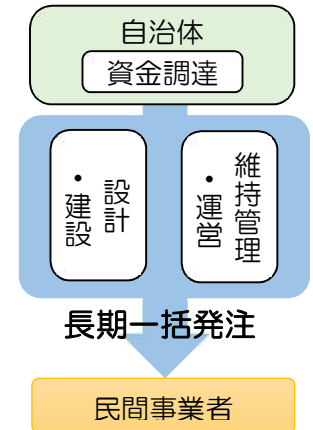 自治体
資金調達
設計
・建設
維持管理
・運営
長期一括発注
民間事業者